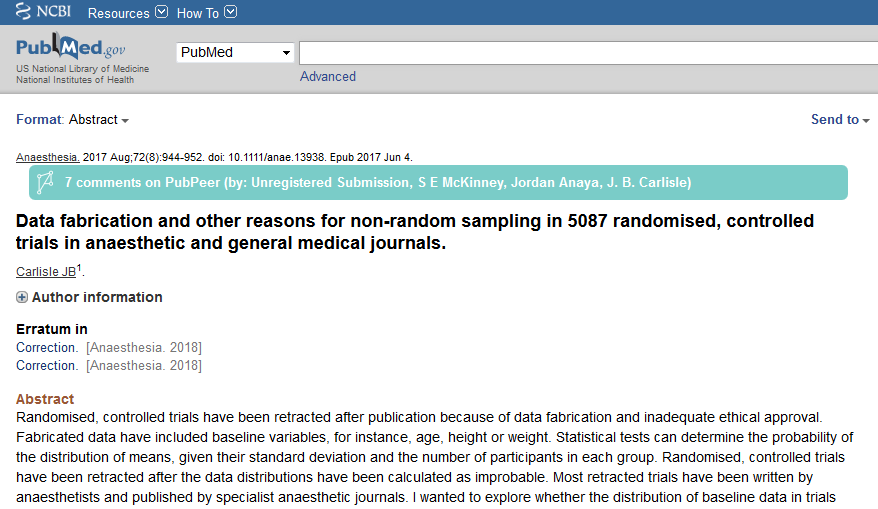 NCBI Resources How To
PubMed.gov
US National Library of Medicine
National Institutes of Health
PubMed
Advanced
Format: Abstract
Send to
Anaesthesia. 2017 Aug;72(8):944-952. doi: 10.1111/anae.13938. Epub 2017 Jun 4.
7 comments on PubPeer (by: Unregistered Submission, S E McKinney, Jordan Anaya, J. B. Carlisle)
Data fabrication and other reasons for non-random sampling in 5087 randomised, controlled
trials in anaesthetic and general medical journals.
Carlisle JB1.
Author information
Erratum in
Correction. [Anaesthesia. 2018]
Correction. [Anaesthesia. 2018]
Abstract
Randomised, controlled trials have been retracted after publication because of data fabrication and inadequate ethical approval.
Fabricated data have included baseline variables, for instance, age, height or weight. Statistical tests can determine the probability of
the distribution of means, given their standard deviation and the number of participants in each group. Randomised, controlled trials
have been retracted after the data distributions have been calculated as improbable. Most retracted trials have been written by
anaesthetists and published by specialist anaesthetic journals. I wanted to explore whether the distribution of baseline data in trials